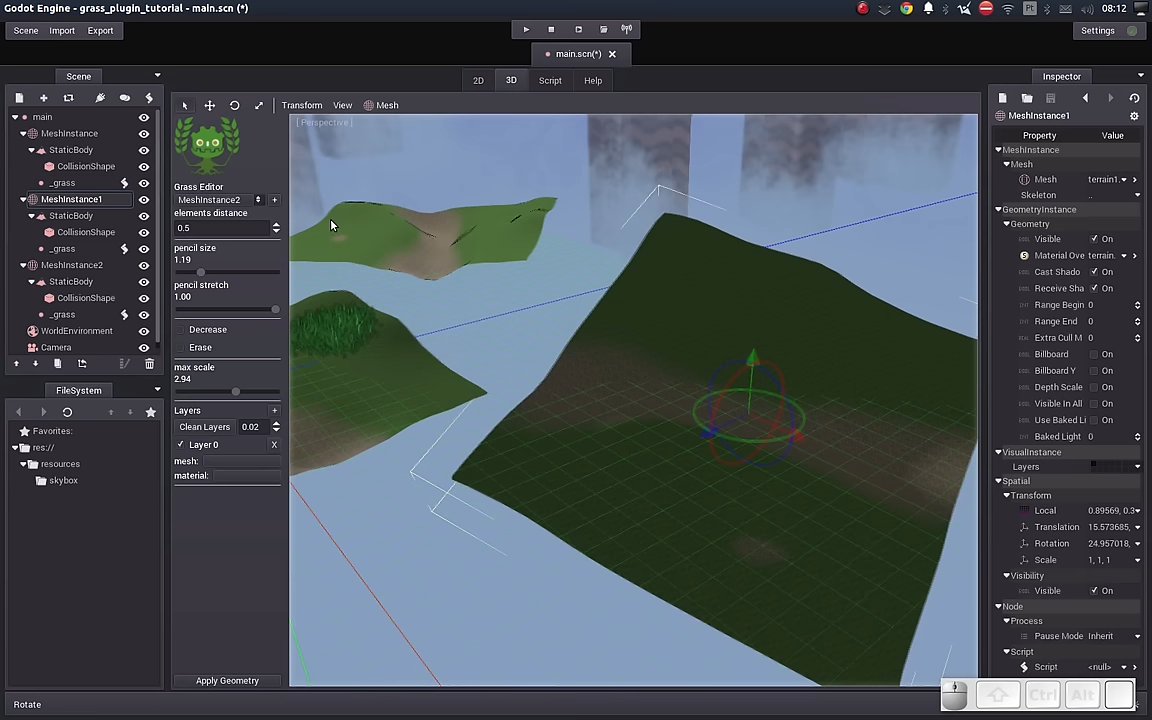 Godot Engine - grass_plugin_tutorial - main.scn (*)
Pt
08:12
Scene Import Export
Settings
main.scn(*)
Scene
2D 3D Script Help
Inspector
Transform View Mesh
main
MeshInstance
StaticBody
CollisionShape
_grass
MeshInstance1
StaticBody
CollisionShape
_grass
MeshInstance2
StaticBody
CollisionShape
_grass
WorldEnvironment
Camera
FileSystem
Favorites:
res://
resources
skybox
Rotate
Grass Editor
MeshInstance2 +
elements distance
0.5
pencil size
1.19
pencil stretch
1.00
Decrease
Erase
max scale
2.94
Layers +
Clean Layers 0.02
Layer 0 X
mesh:
material:
Apply Geometry
[ Perspective ]
MeshInstance1
Property Value
MeshInstance
Mesh
Mesh terrain1.
Skeleton ..
GeometryInstance
Geometry
Visible On
Material Ove terrain.
Cast Shado On
Receive Sha On
Range Begin 0
Range End 0
Extra Cull M 0
Billboard On
Billboard Y On
Depth Scale On
Visible In All On
Use Baked Li On
Baked Light 0
VisualInstance
Layers
Spatial
Transform
Local 0.89569, 0.3
Translation 15.573685,
Rotation 24.957018,
Scale 1, 1, 1
Visibility
Visible On
Node
Process
Pause Mode Inherit
Script
Script <null>
Ctrl Alt